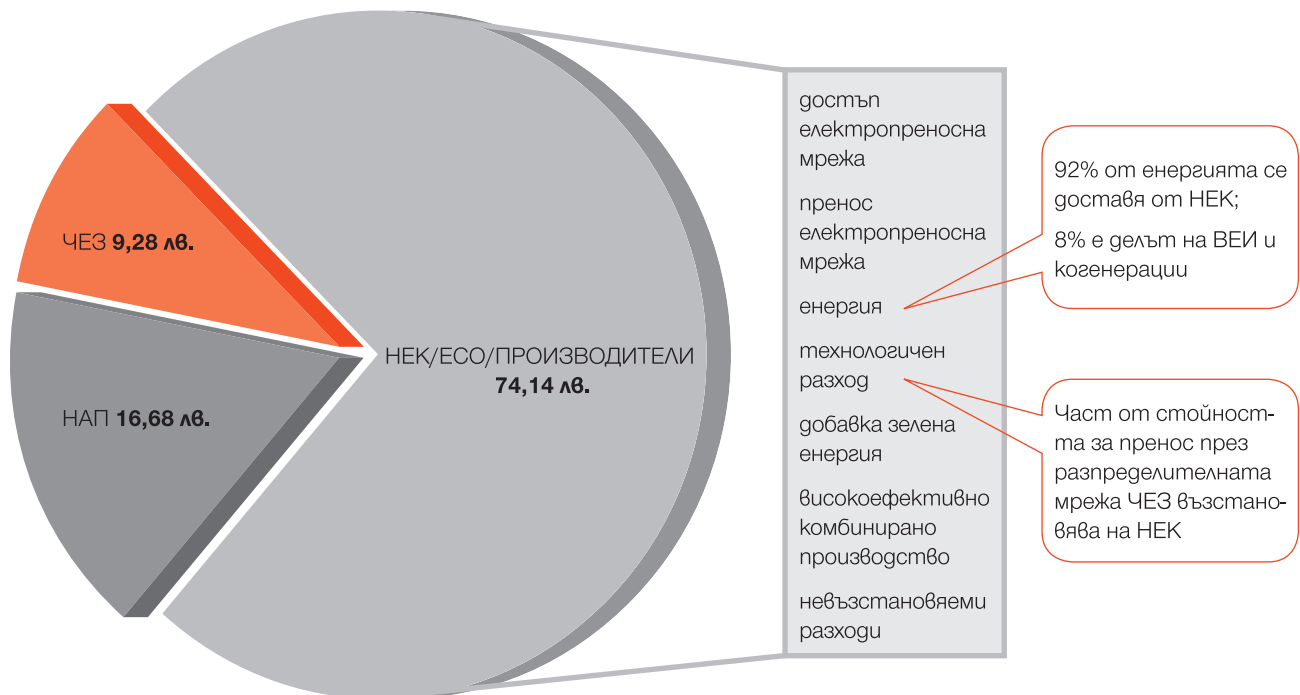 ЧЕЗ 9,28 лв.
НАП 16,68 лв.
НЕК/ЕСО/ПРОИЗВОДИТЕЛИ
74,14 лв.
достъп
електропреносна
мрежа
пренос
електропреносна
мрежа
енергия
технологичен
разход
добавка зелена
енергия
високоефективно
комбинирано
производство
невъзстановяеми
разходи
92% от енергията се
доставя от НЕК;
8% е делът на ВЕИ и
когенерации
Част от стойност-
та за пренос през
разпределителната
мрежа ЧЕЗ възстано-
вява на НЕК